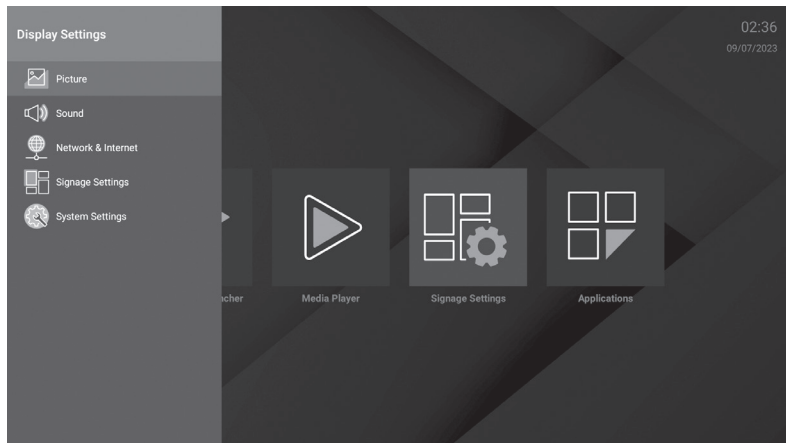 Display Settings
02:36
09/07/2023
Picture
Sound
Network & Internet
Signage Settings
System Settings
ncher
Media Player
Signage Settings
Applications